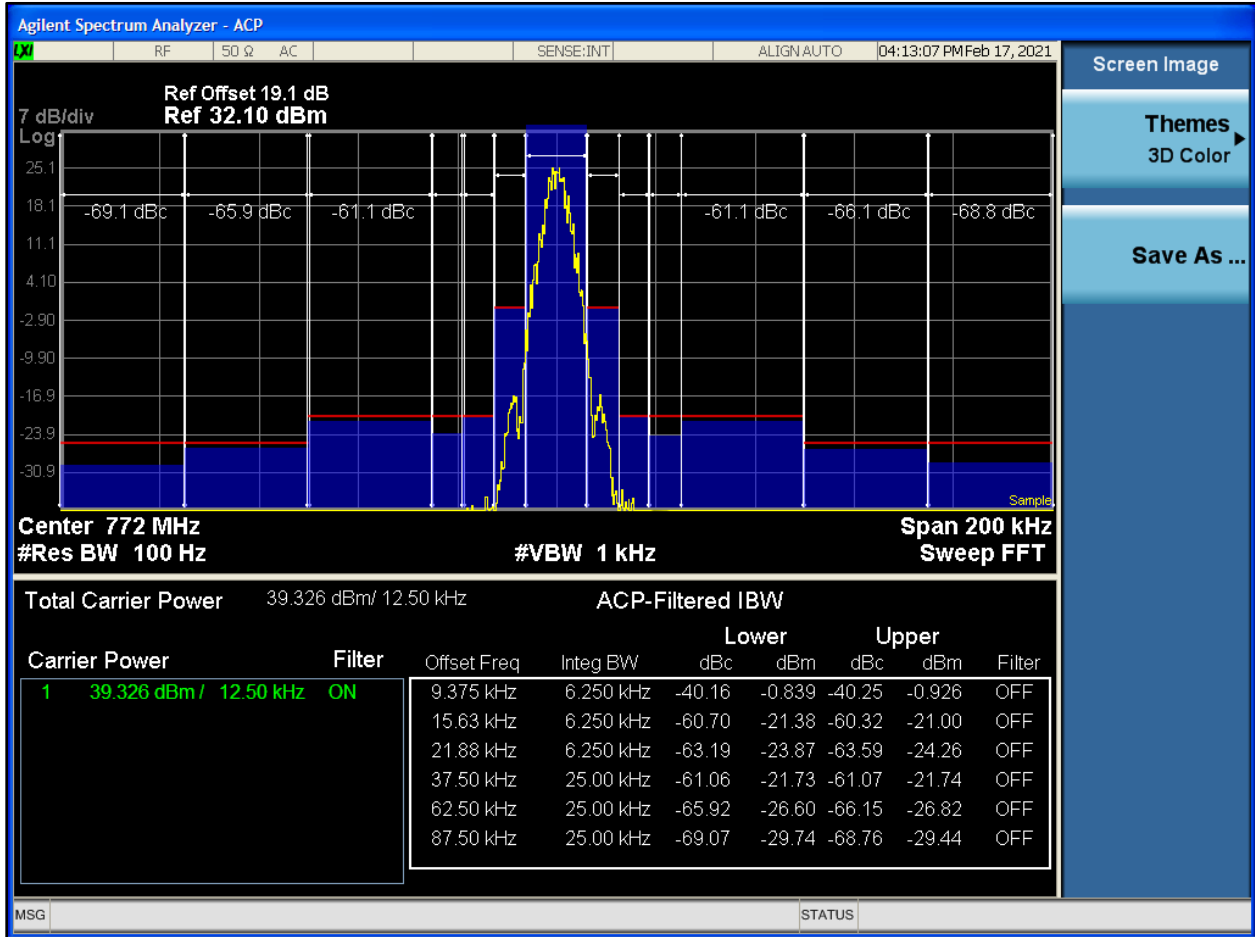 Agilent Spectrum Analyzer - ACP
LXI RF 50 Ω AC SENSE:INT ALIGNAUTO 04:13:07 PM Feb 17, 2021
Screen Image
Ref Offset 19.1 dB
7 dB/div Ref 32.10 dBm
Log
Themes
3D Color
25.1
18.1
-69.1 dBc -65.9 dBc -61.1 dBc -61.1 dBc -66.1 dBc -68.8 dBc
11.1
Save As ...
4.10
-2.90
-9.90
-16.9
-23.9
-30.9
Sample
Center 772 MHz Span 200 kHz
#Res BW 100 Hz #VBW 1 kHz Sweep FFT
Total Carrier Power 39.326 dBm/ 12.50 kHz ACP-Filtered IBW
Lower Upper
Carrier Power Filter Offset Freq Integ BW dBc dBm dBc dBm Filter
1 39.326 dBm / 12.50 kHz ON 9.375 kHz 6.250 kHz -40.16 -0.839 -40.25 -0.926 OFF
15.63 kHz 6.250 kHz -60.70 -21.38 -60.32 -21.00 OFF
21.88 kHz 6.250 kHz -63.19 -23.87 -63.59 -24.26 OFF
37.50 kHz 25.00 kHz -61.06 -21.73 -61.07 -21.74 OFF
62.50 kHz 25.00 kHz -65.92 -26.60 -66.15 -26.82 OFF
87.50 kHz 25.00 kHz -69.07 -29.74 -68.76 -29.44 OFF
MSG STATUS